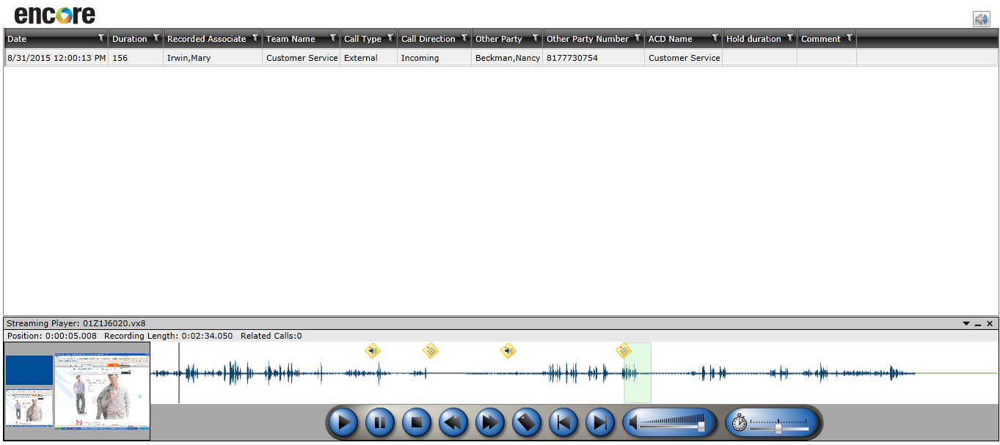 encore
Date Duration Recorded Associate Team Name Call Type Call Direction Other Party Other Party Number ACD Name Hold duration Comment
8/31/2015 12:00:13 PM 156 Irwin,Mary Customer Service External Incoming Beckman,Nancy 8177730754 Customer Service
Streaming Player: 01Z1J6020.vx8
Position: 0:00:05.008 Recording Length: 0:02:34.050 Related Calls:0